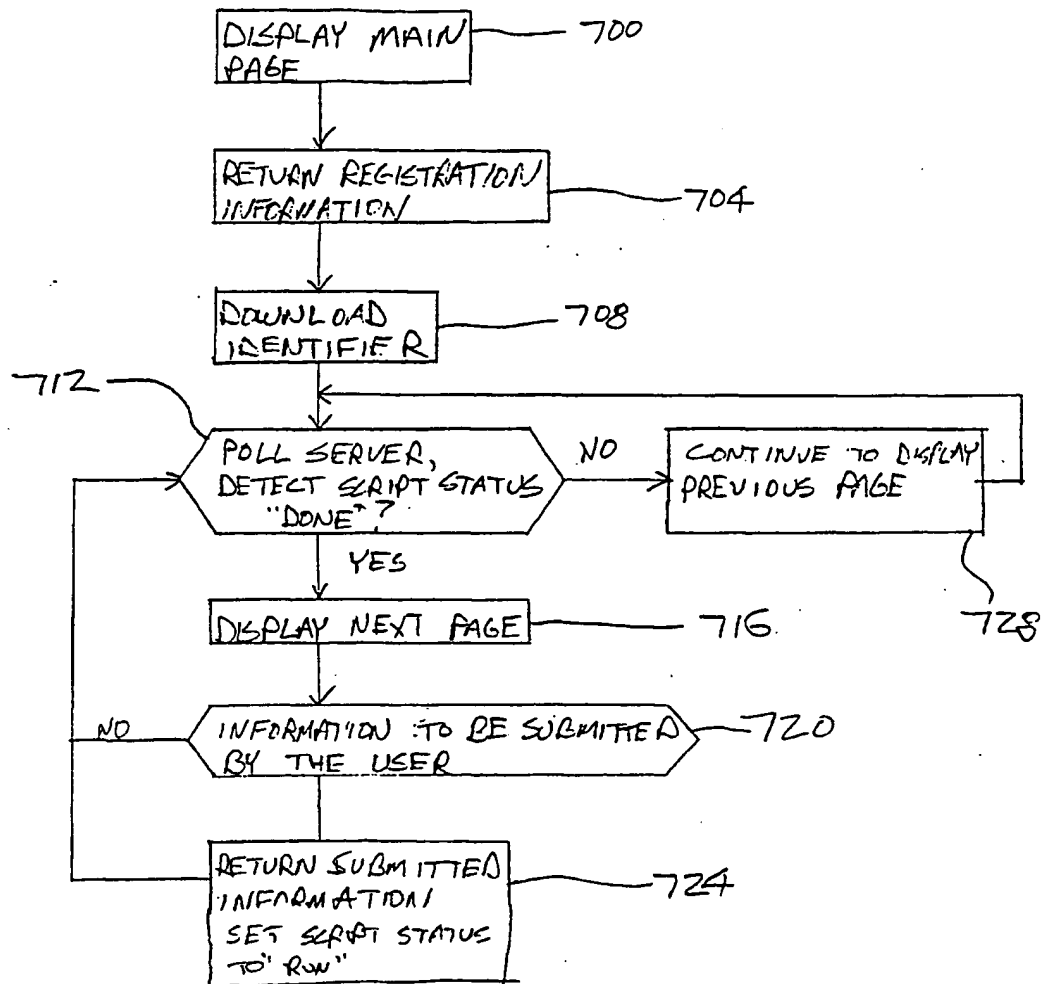 DISPLAY MAIN
PAGE
700
RETURN REGISTRATION
INFORMATION
704
DOWNLOAD
IDENTIFIER
708
712
POLL SERVER,
DETECT SCRIPT STATUS
"DONE"?
NO
CONTINUE TO DISPLAY
PREVIOUS PAGE
728
YES
DISPLAY NEXT PAGE
716
NO
INFORMATION TO BE SUBMITTED
BY THE USER
720
RETURN SUBMITTED
INFORMATION
SET SCRIPT STATUS
TO "RUN"
724